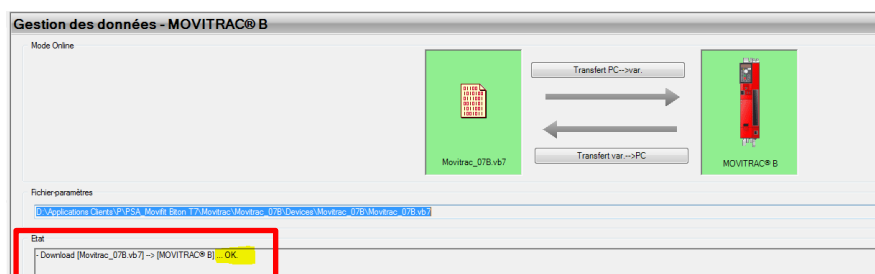 Gestion des données - MOVITRAC® B
Mode Online
Transfert PC-->var.
Transfert var.-->PC
Movitrac_07B.vb7
MOVITRAC® B
Fichier-paramètres
D:\Applications Clients\P\PSA_Movifit Bton T7\Movitrac\Movitrac_07B\Devices\Movitrac_07B\Movitrac_07B.vb7
Etat
- Download [Movitrac_07B.vb7] --> [MOVITRAC® B] ... OK.